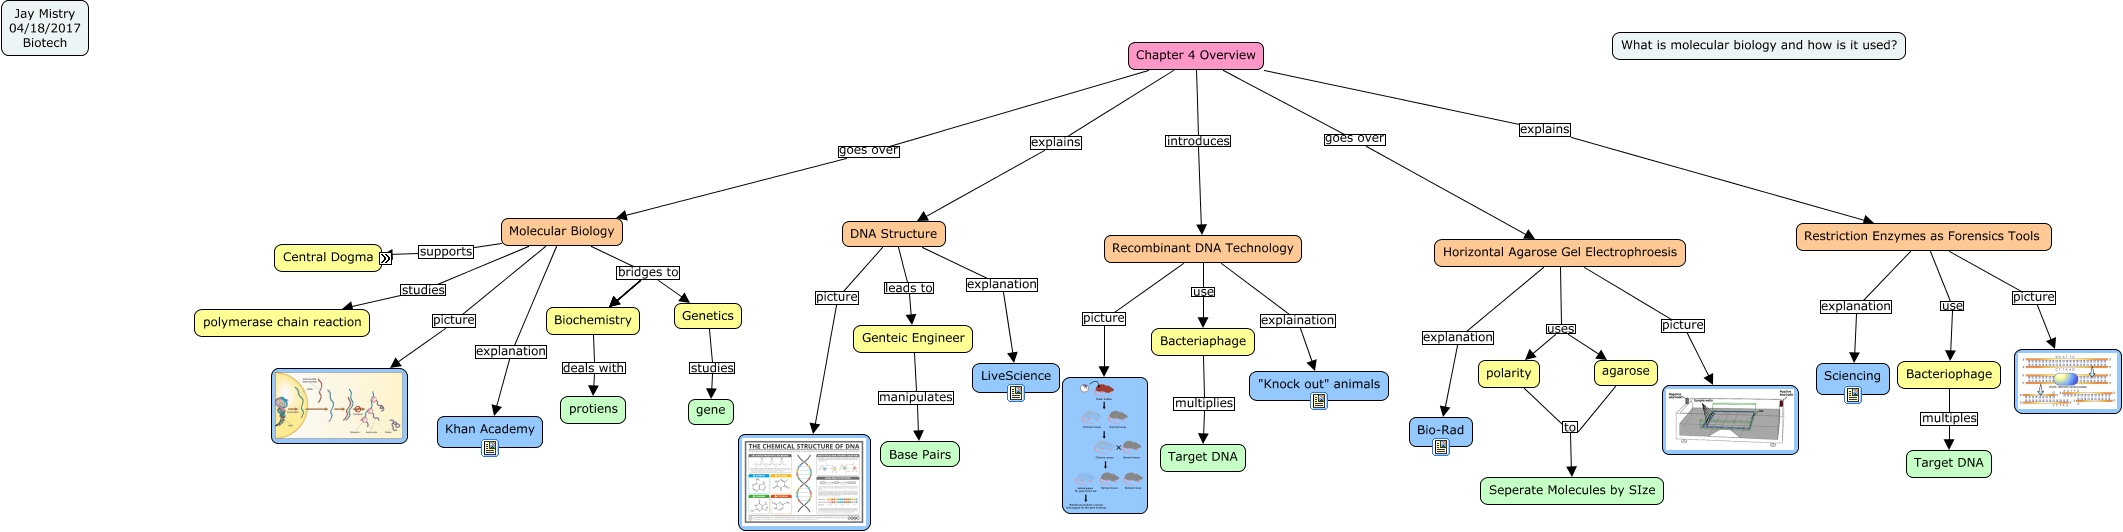 Jay Mistry
04/18/2017
Biotech
What is molecular biology and how is it used?
Chapter 4 Overview
goes over
explains
introduces
goes over
explains
Molecular Biology
DNA Structure
Recombinant DNA Technology
Horizontal Agarose Gel Electrophroesis
Restriction Enzymes as Forensics Tools
supports
Central Dogma
studies
polymerase chain reaction
picture
explanation
Khan Academy
bridges to
Biochemistry
Genetics
deals with
protiens
studies
gene
picture
THE CHEMICAL STRUCTURE OF DNA
leads to
Genteic Engineer
manipulates
Base Pairs
explanation
LiveScience
picture
use
Bacteriaphage
multiplies
Target DNA
explaination
"Knock out" animals
explanation
Bio-Rad
uses
polarity
agarose
to
Seperate Molecules by SIze
picture
explanation
Sciencing
use
Bacteriophage
multiples
Target DNA
picture